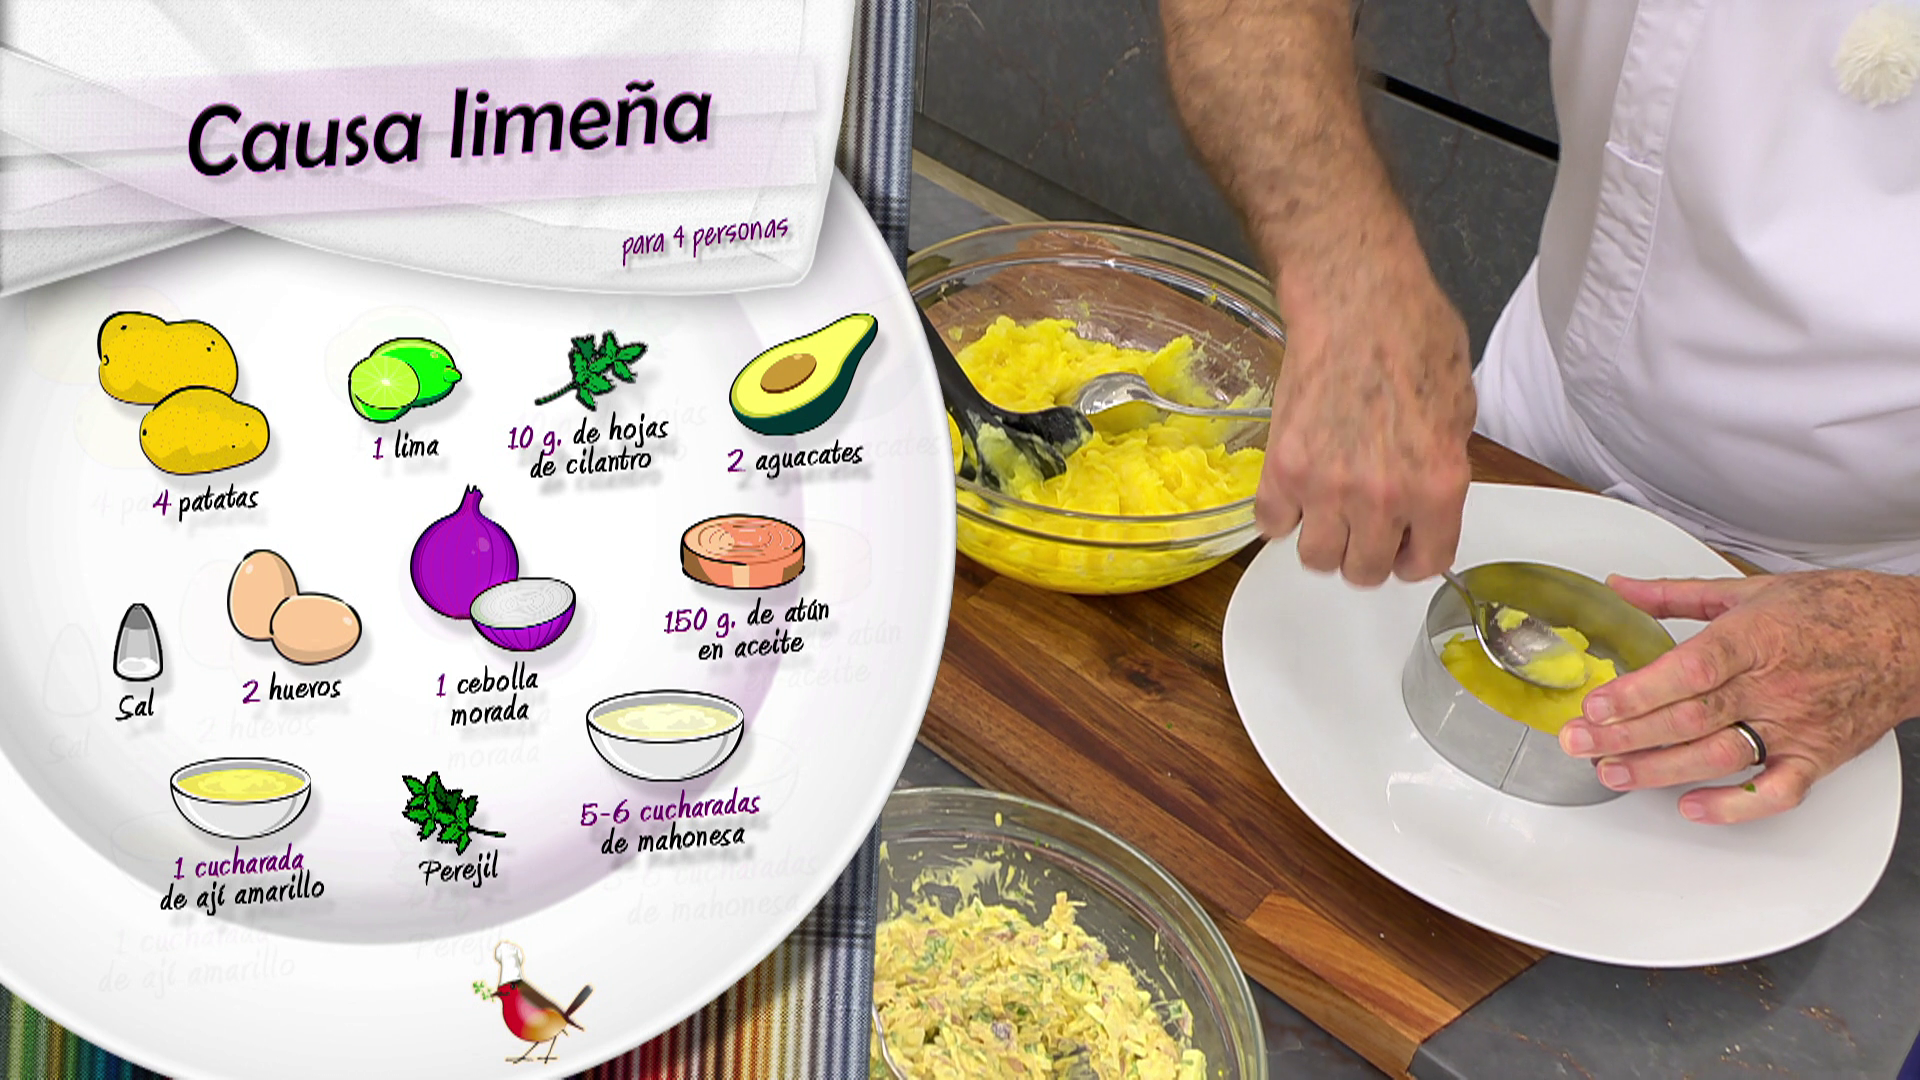 Causa limeña
para 4 personas
4 patatas
1 lima
10 g. de hojas
de cilantro
2 aguacates
Sal
2 huevos
1 cebolla
morada
150 g. de atún
en aceite
1 cucharada
de ají amarillo
Perejil
5-6 cucharadas
de mahonesa